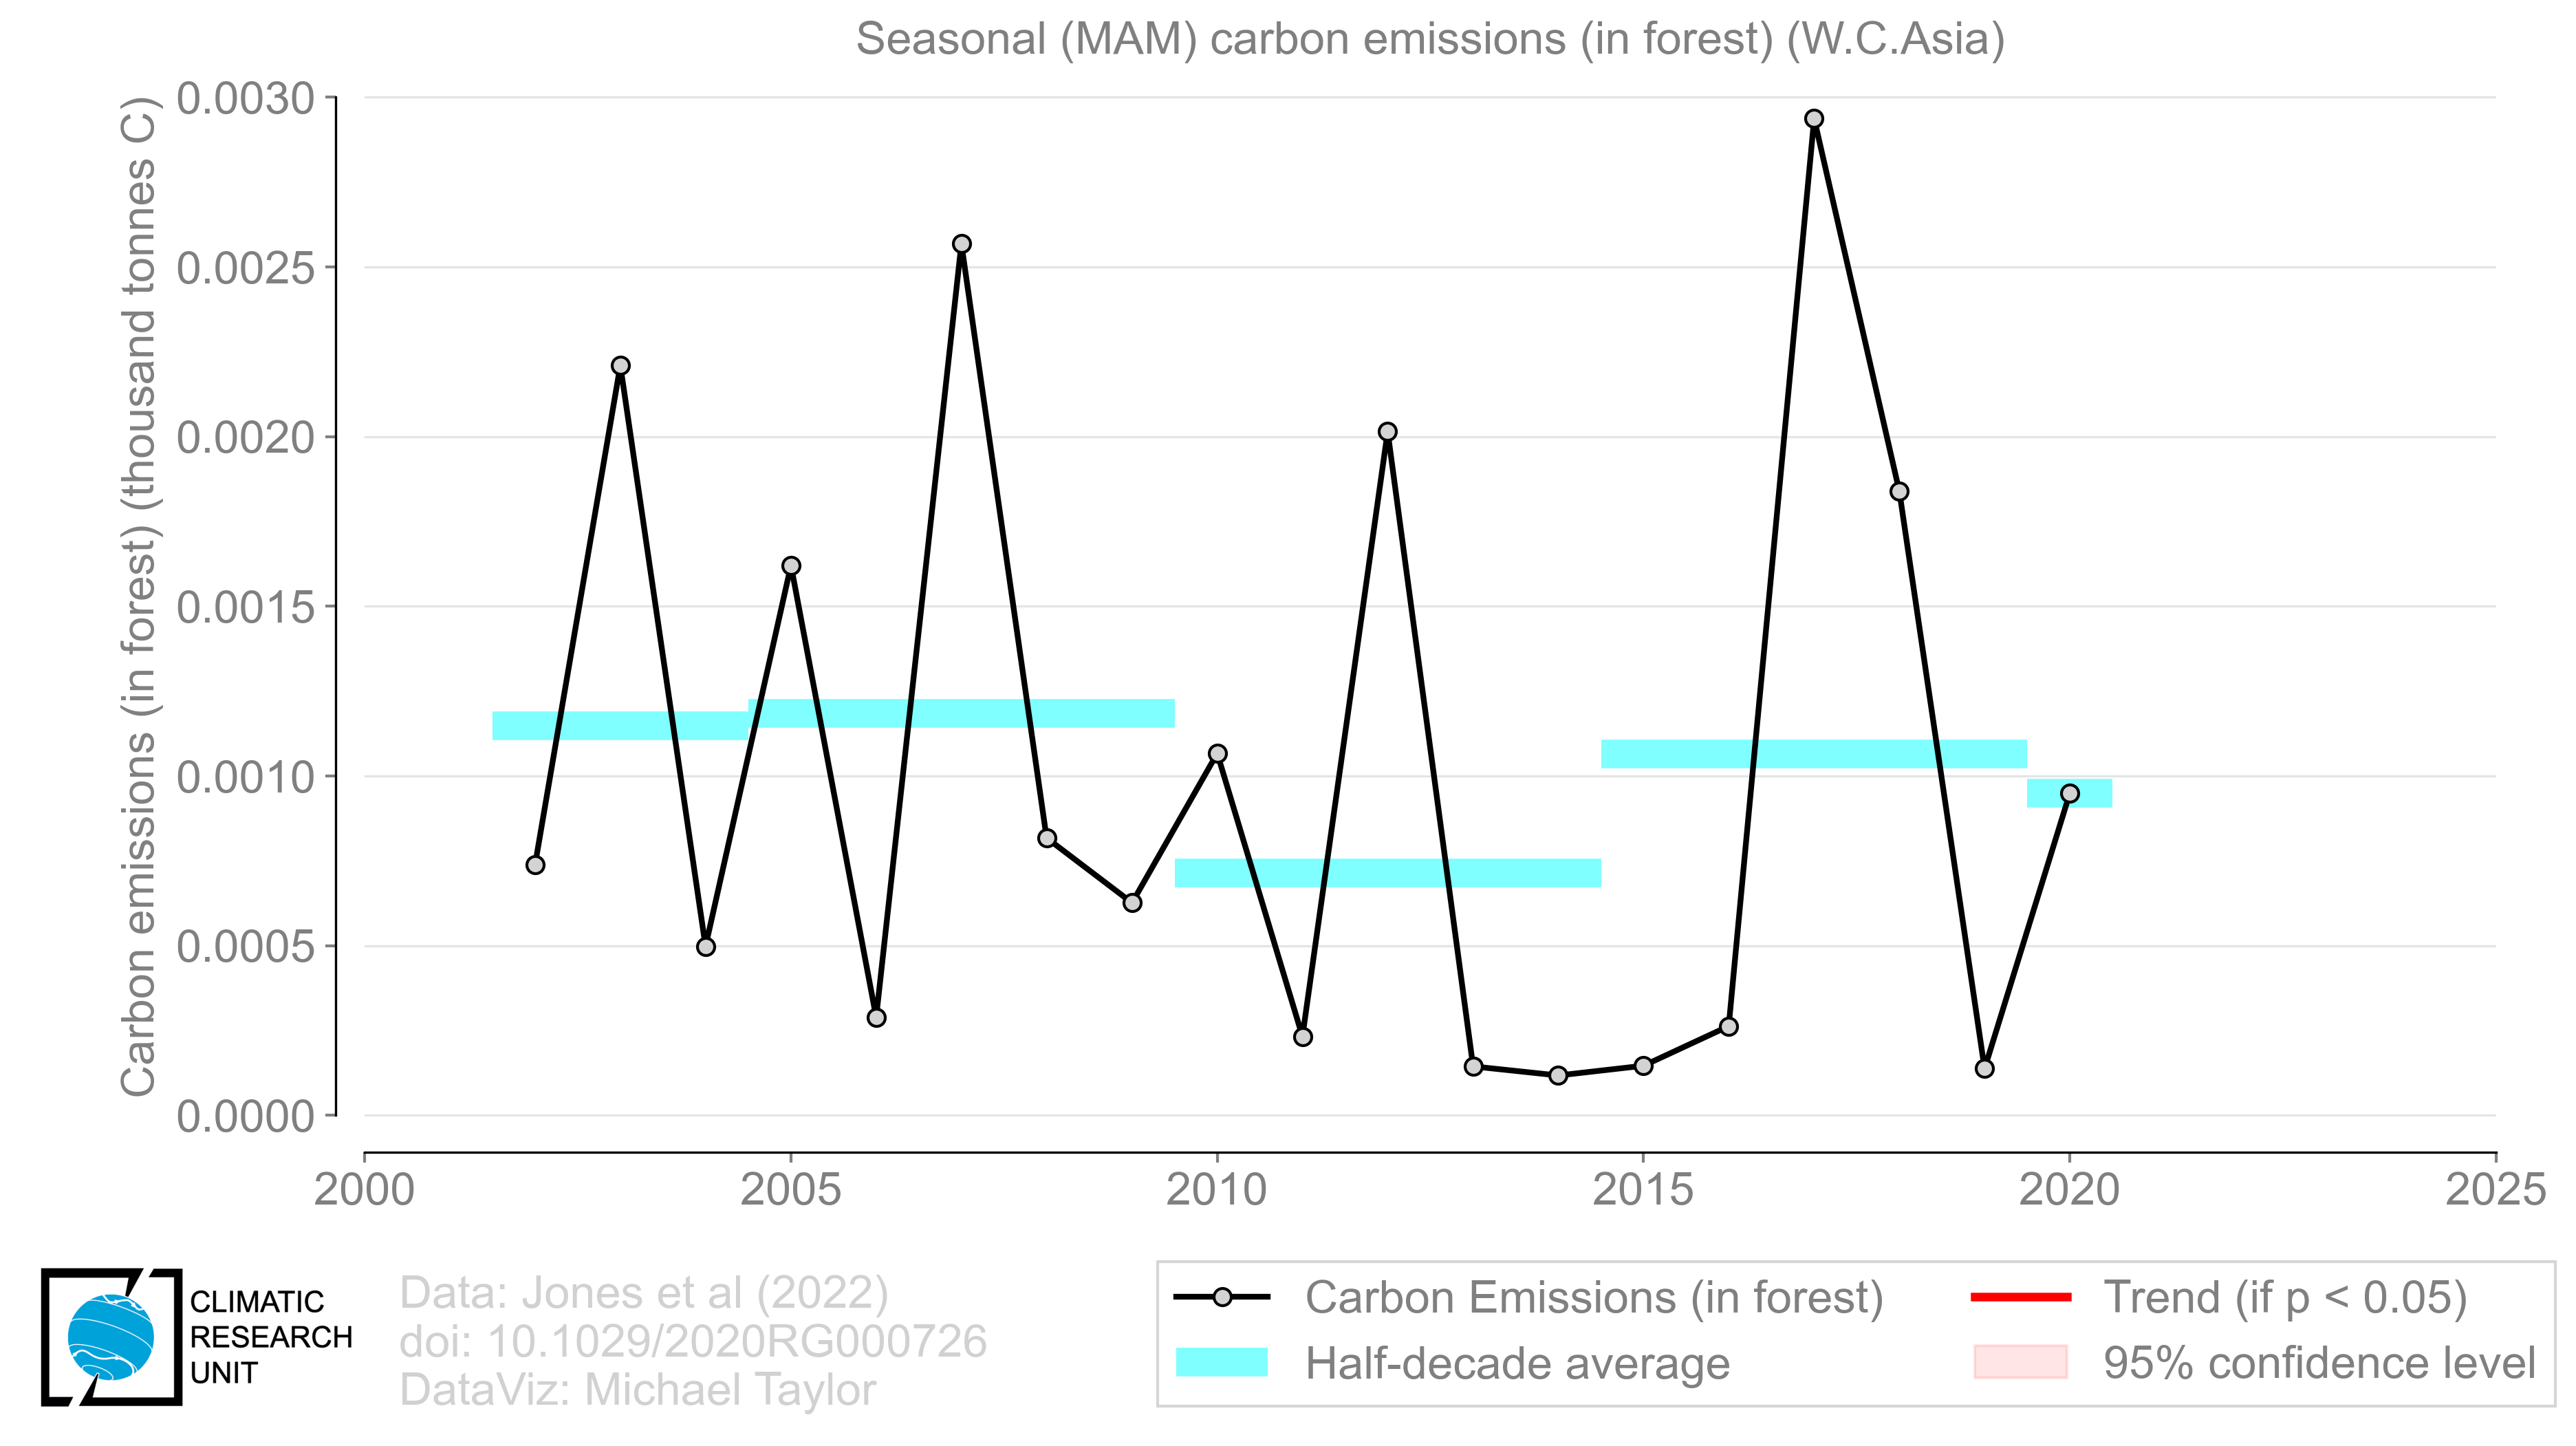 Seasonal (MAM) carbon emissions (in forest) (W.C.Asia)
Carbon emissions (in forest) (thousand tonnes C)
0.0030
0.0025
0.0020
0.0015
0.0010
0.0005
0.0000
2000
2005
2010
2015
2020
2025
CLIMATIC
RESEARCH
UNIT
Data: Jones et al (2022)
doi: 10.1029/2020RG000726
DataViz: Michael Taylor
Carbon Emissions (in forest)
Half-decade average
Trend (if p < 0.05)
95% confidence level